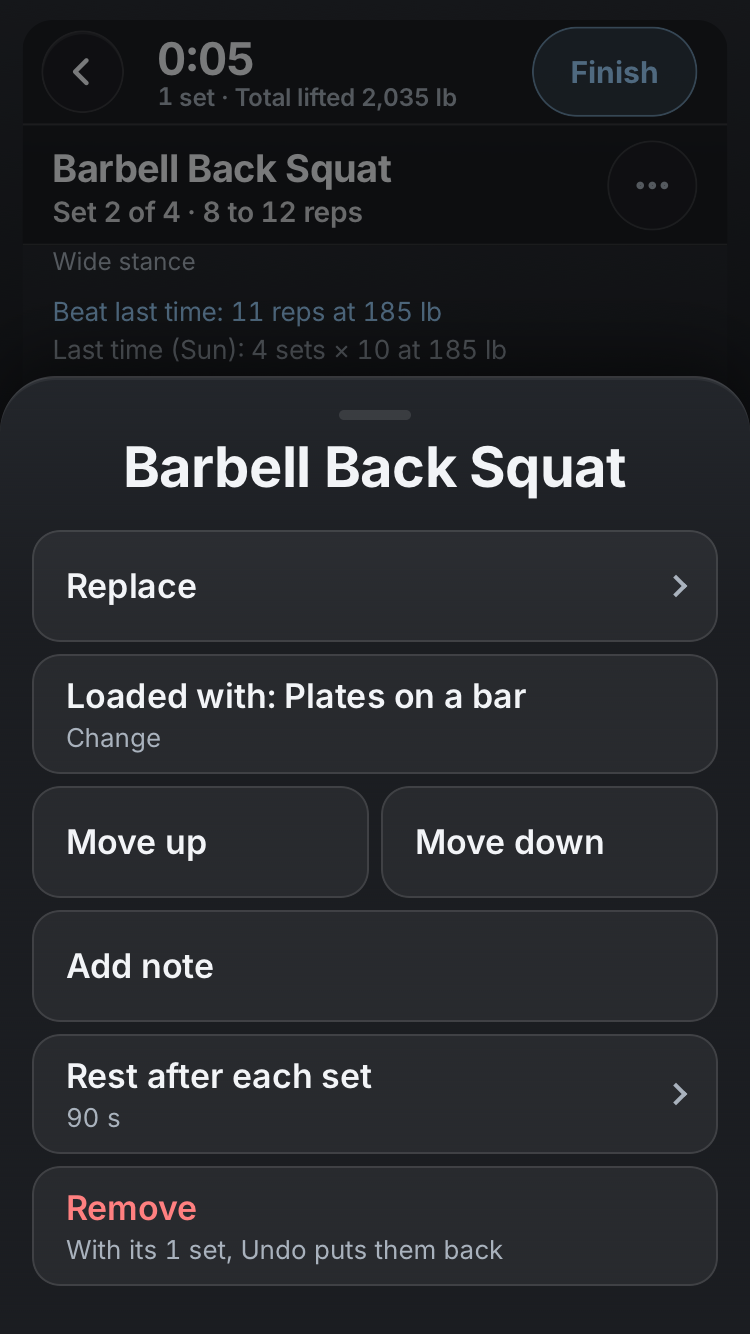 0:05
1 set · Total lifted 2,035 lb
Finish
Barbell Back Squat
Set 2 of 4 · 8 to 12 reps
Wide stance
Beat last time: 11 reps at 185 lb
Last time (Sun): 4 sets × 10 at 185 lb
Barbell Back Squat
Replace
Loaded with: Plates on a bar
Change
Move up
Move down
Add note
Rest after each set
90 s
Remove
With its 1 set, Undo puts them back